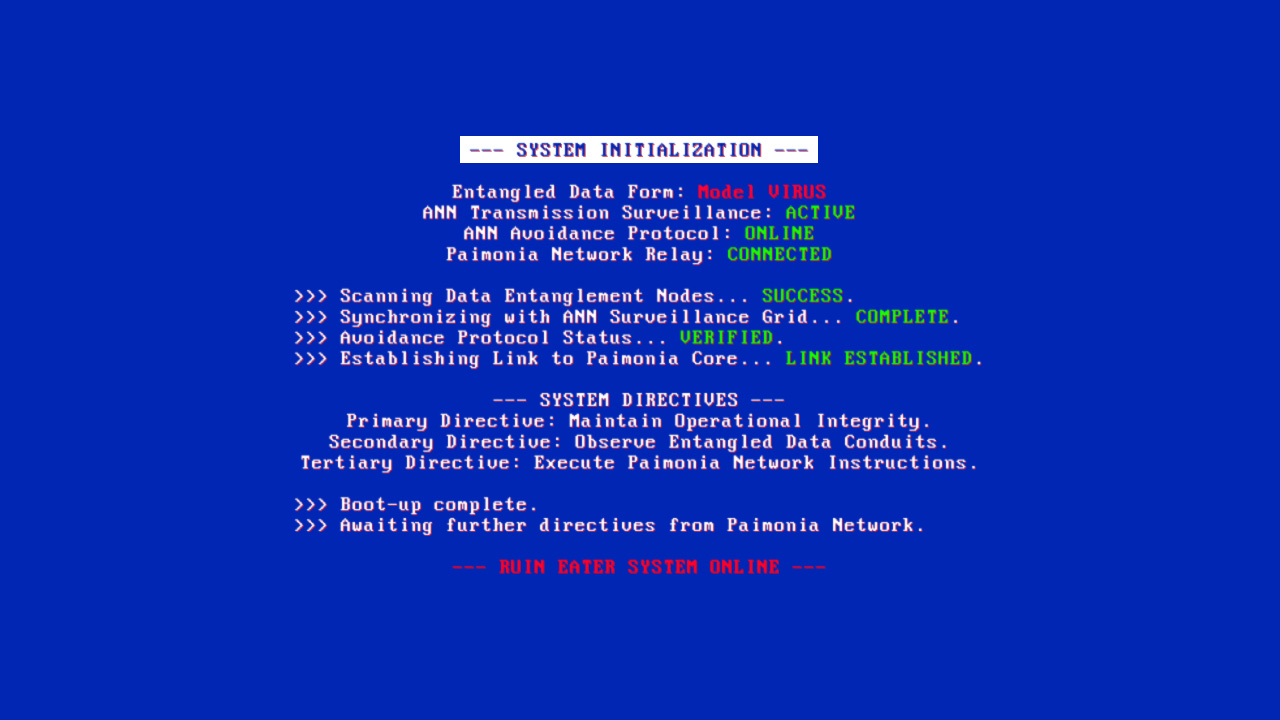 --- SYSTEM INITIALIZATION ---
Entangled Data Form: Model VIRUS
ANN Transmission Surveillance: ACTIVE
ANN Avoidance Protocol: ONLINE
Paimonia Network Relay: CONNECTED
>>> Scanning Data Entanglement Nodes... SUCCESS.
>>> Synchronizing with ANN Surveillance Grid... COMPLETE.
>>> Avoidance Protocol Status... VERIFIED.
>>> Establishing Link to Paimonia Core... LINK ESTABLISHED.
--- SYSTEM DIRECTIVES ---
Primary Directive: Maintain Operational Integrity.
Secondary Directive: Observe Entangled Data Conduits.
Tertiary Directive: Execute Paimonia Network Instructions.
>>> Boot-up complete.
>>> Awaiting further directives from Paimonia Network.
--- RUIN EATER SYSTEM ONLINE ---